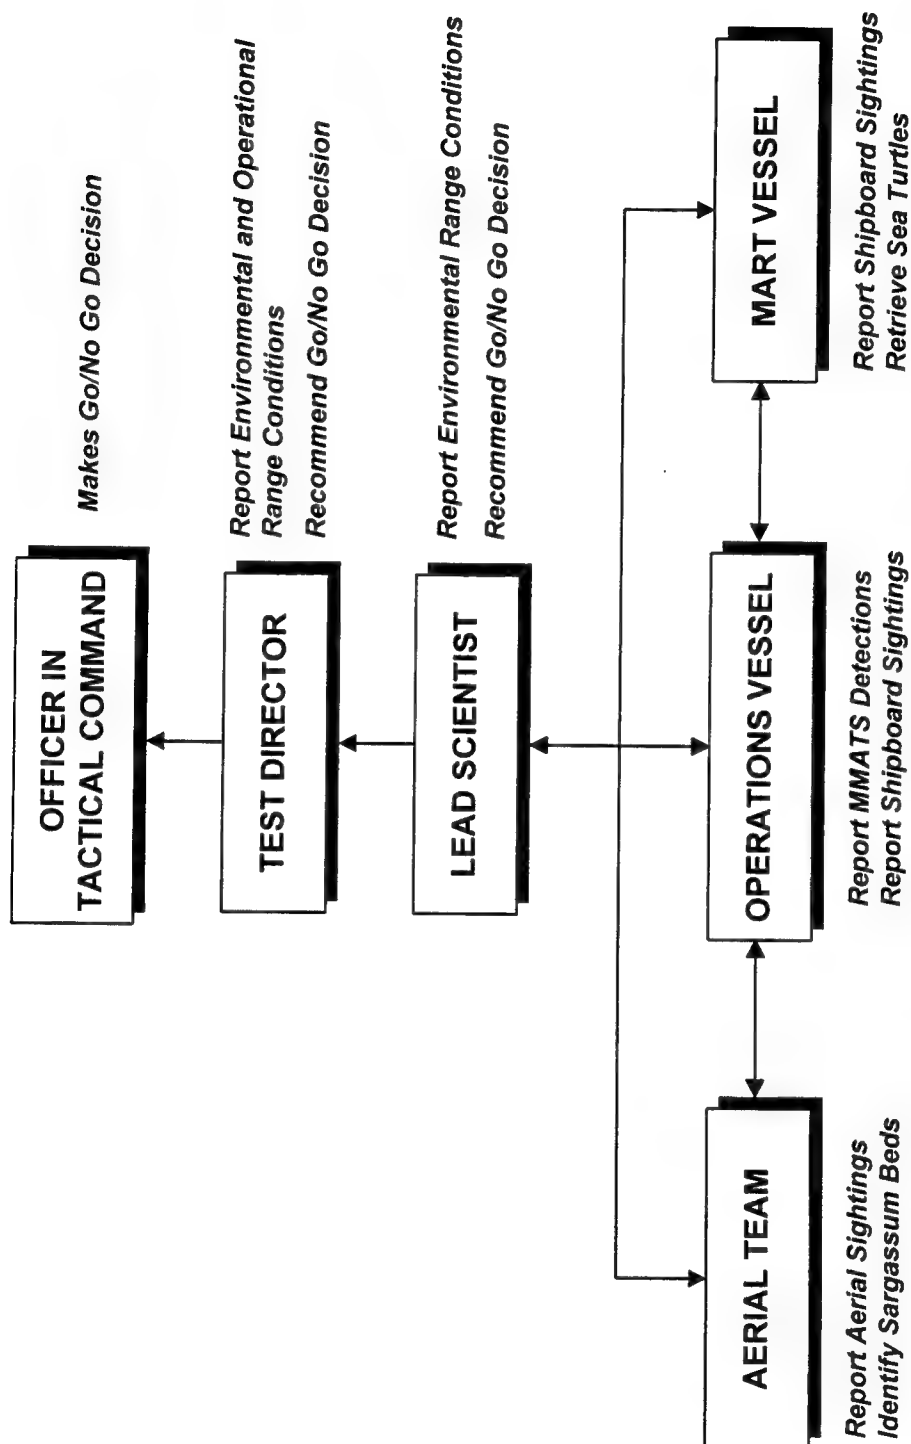 OFFICER IN
TACTICAL COMMAND
Makes Go/No Go Decision
TEST DIRECTOR
Report Environmental and Operational
Range Conditions
Recommend Go/No Go Decision
LEAD SCIENTIST
Report Environmental Range Conditions
Recommend Go/No Go Decision
AERIAL TEAM
Report Aerial Sightings
Identify Sargassum Beds
OPERATIONS VESSEL
Report MMATS Detections
Report Shipboard Sightings
MART VESSEL
Report Shipboard Sightings
Retrieve Sea Turtles